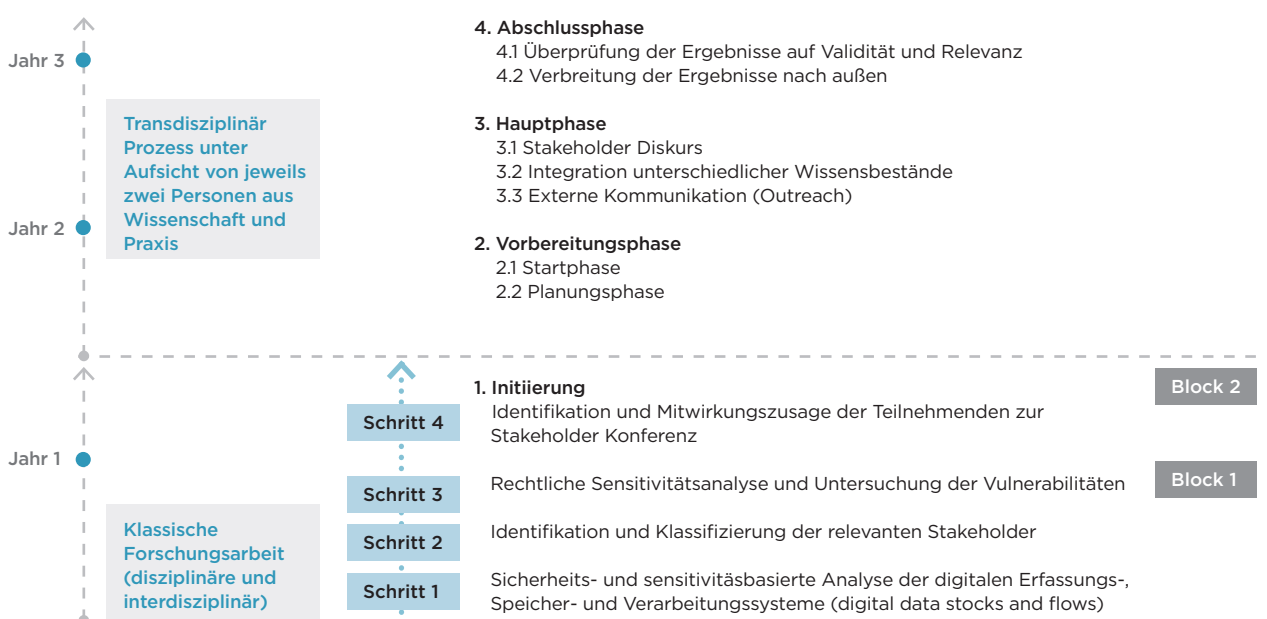 4. Abschlussphase
4.1 Überprüfung der Ergebnisse auf Validität und Relevanz
4.2 Verbreitung der Ergebnisse nach außen
Jahr 3
Transdisziplinär
Prozess unter
Aufsicht von jeweils
zwei Personen aus
Wissenschaft und
Praxis
3. Hauptphase
3.1 Stakeholder Diskurs
3.2 Integration unterschiedlicher Wissensbestände
3.3 Externe Kommunikation (Outreach)
Jahr 2
2. Vorbereitungsphase
2.1 Startphase
2.2 Planungsphase
Block 2
1. Initiierung
Schritt 4
Identifikation und Mitwirkungszusage der Teilnehmenden zur
Stakeholder Konferenz
Jahr 1
Schritt 3
Rechtliche Sensitivitätsanalyse und Untersuchung der Vulnerabilitäten
Block 1
Klassische
Forschungsarbeit
(disziplinäre und
interdisziplinär)
Schritt 2
Identifikation und Klassifizierung der relevanten Stakeholder
Schritt 1
Sicherheits- und sensitivitäsbasierte Analyse der digitalen Erfassungs-,
Speicher- und Verarbeitungssysteme (digital data stocks and flows)